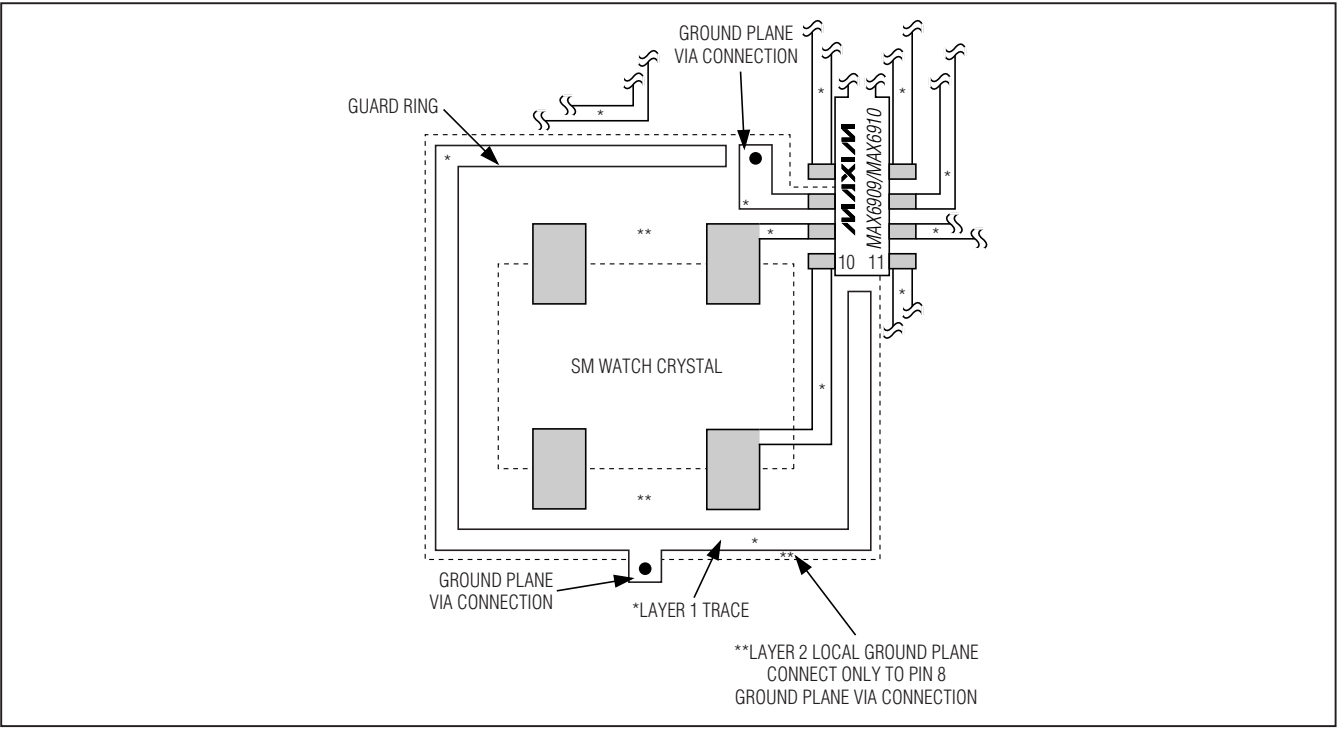 GROUND PLANE
VIA CONNECTION
GUARD RING
*
*
*
*
*
*
MAXIM
MAX6909/MAX6910
*
**
*
*
10 11
*
SM WATCH CRYSTAL
*
**
*
**
GROUND PLANE
VIA CONNECTION
*LAYER 1 TRACE
**LAYER 2 LOCAL GROUND PLANE
CONNECT ONLY TO PIN 8
GROUND PLANE VIA CONNECTION